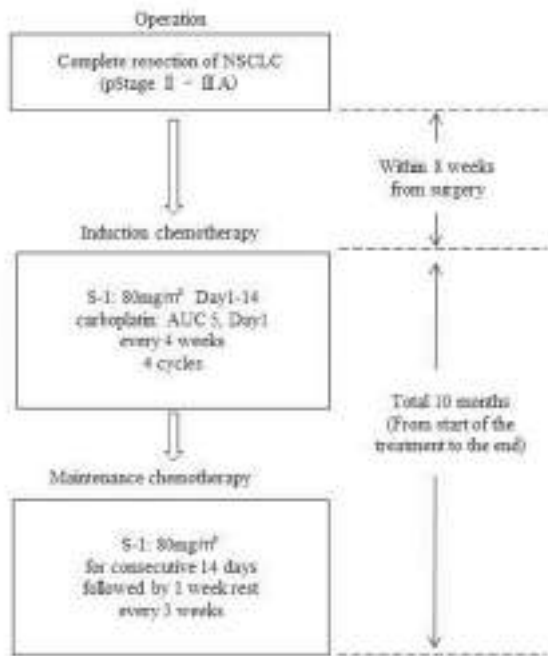 Operation
Complete resection of NSCLC
(pStage Ⅱ - ⅢA)
Within 8 weeks
from surgery
Induction chemotherapy
S-1: 80mg/m² Day1-14
carboplatin: AUC 5, Day1
every 4 weeks
4 cycles
Total 10 months
(From start of the
treatment to the end)
Maintenance chemotherapy
S-1: 80mg/m²
for consecutive 14 days
followed by 1 week rest
every 3 weeks